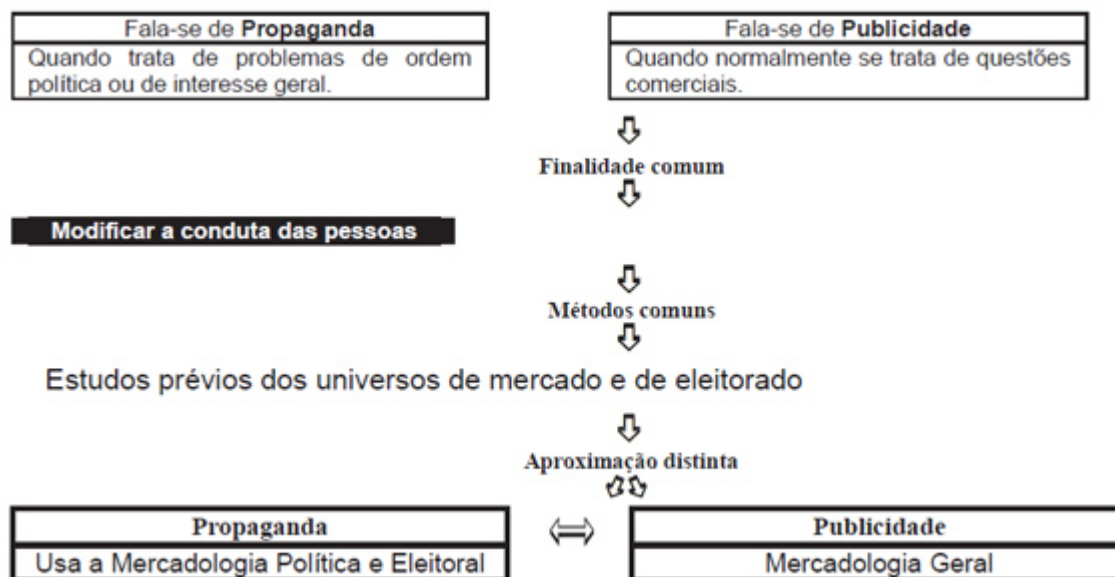 Fala-se de Propaganda
Quando trata de problemas de ordem
política ou de interesse geral.
Fala-se de Publicidade
Quando normalmente se trata de questões
comerciais.
Finalidade comum
Modificar a conduta das pessoas
Métodos comuns
Estudos prévios dos universos de mercado e de eleitorado
Aproximação distinta
Propaganda
Usa a Mercadologia Política e Eleitoral
Publicidade
Mercadologia Geral